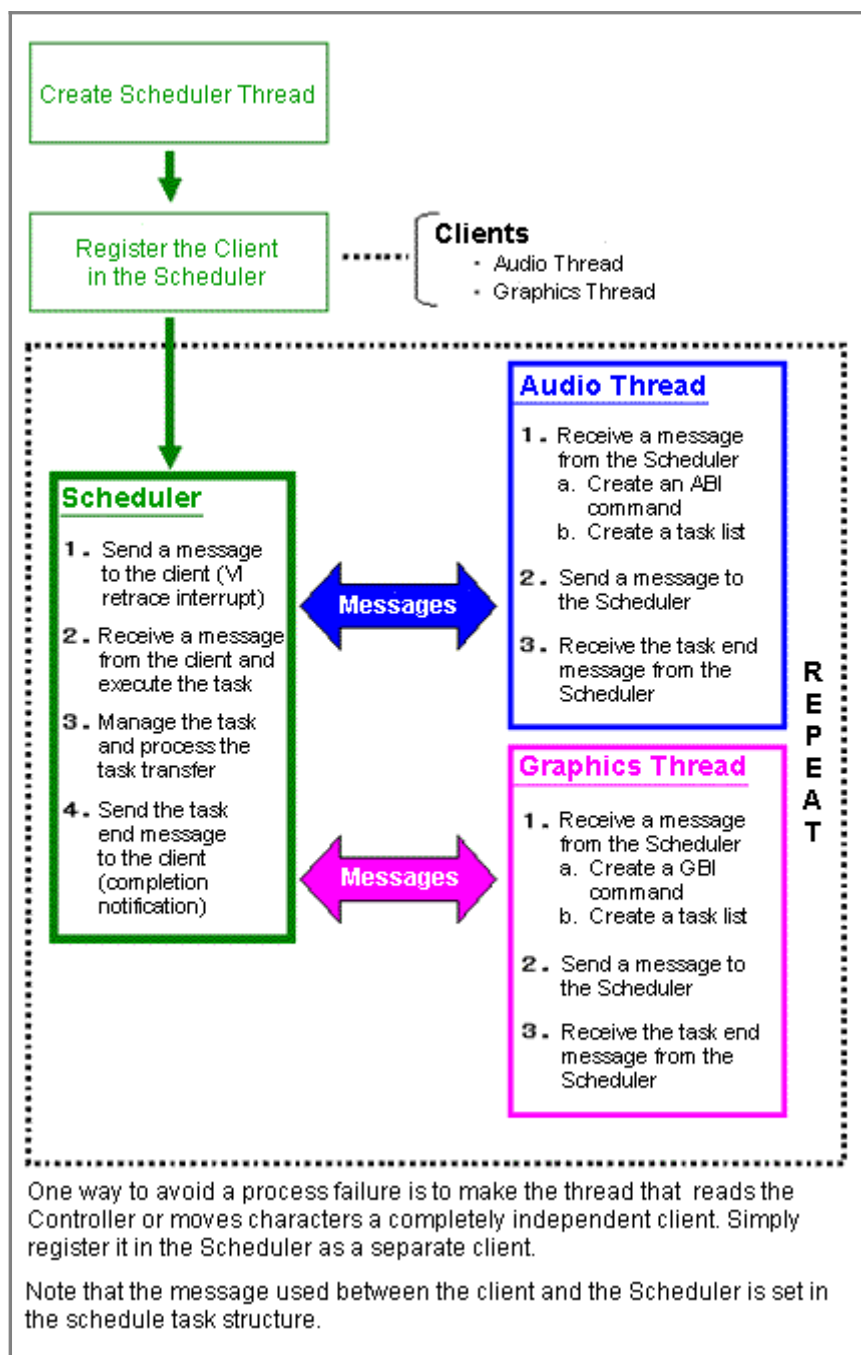 Create Scheduler Thread
Register the Client
in the Scheduler
Clients
· Audio Thread
· Graphics Thread
Scheduler
1. Send a message
to the client (VI
retrace interrupt)
2. Receive a message
from the client and
execute the task
3. Manage the task
and process the
task transfer
4. Send the task
end message
to the client
(completion
notification)
Messages
Messages
Audio Thread
1. Receive a message
from the Scheduler
a. Create an ABI
command
b. Create a task list
2. Send a message to
the Scheduler
3. Receive the task end
message from the
Scheduler
Graphics Thread
1. Receive a message
from the Scheduler
a. Create a GBI
command
b. Create a task list
2. Send a message to
the Scheduler
3. Receive the task end
message from the
Scheduler
REPEAT
One way to avoid a process failure is to make the thread that reads the
Controller or moves characters a completely independent client. Simply
register it in the Scheduler as a separate client.
Note that the message used between the client and the Scheduler is set in
the schedule task structure.